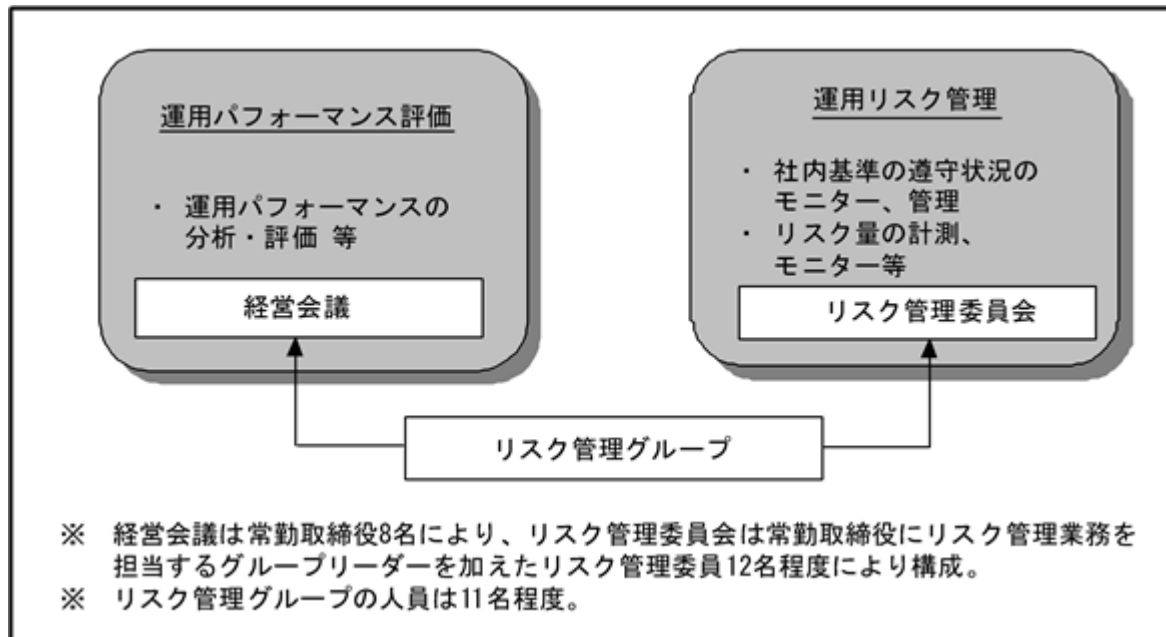 運用パフォーマンス評価
・ 運用パフォーマンスの
分析・評価 等
経営会議
運用リスク管理
・ 社内基準の遵守状況の
モニター、管理
・ リスク量の計測、
モニター等
リスク管理委員会
リスク管理グループ
※ 経営会議は常勤取締役8名により、リスク管理委員会は常勤取締役にリスク管理業務を
担当するグループリーダーを加えたリスク管理委員12名程度により構成。
※ リスク管理グループの人員は11名程度。